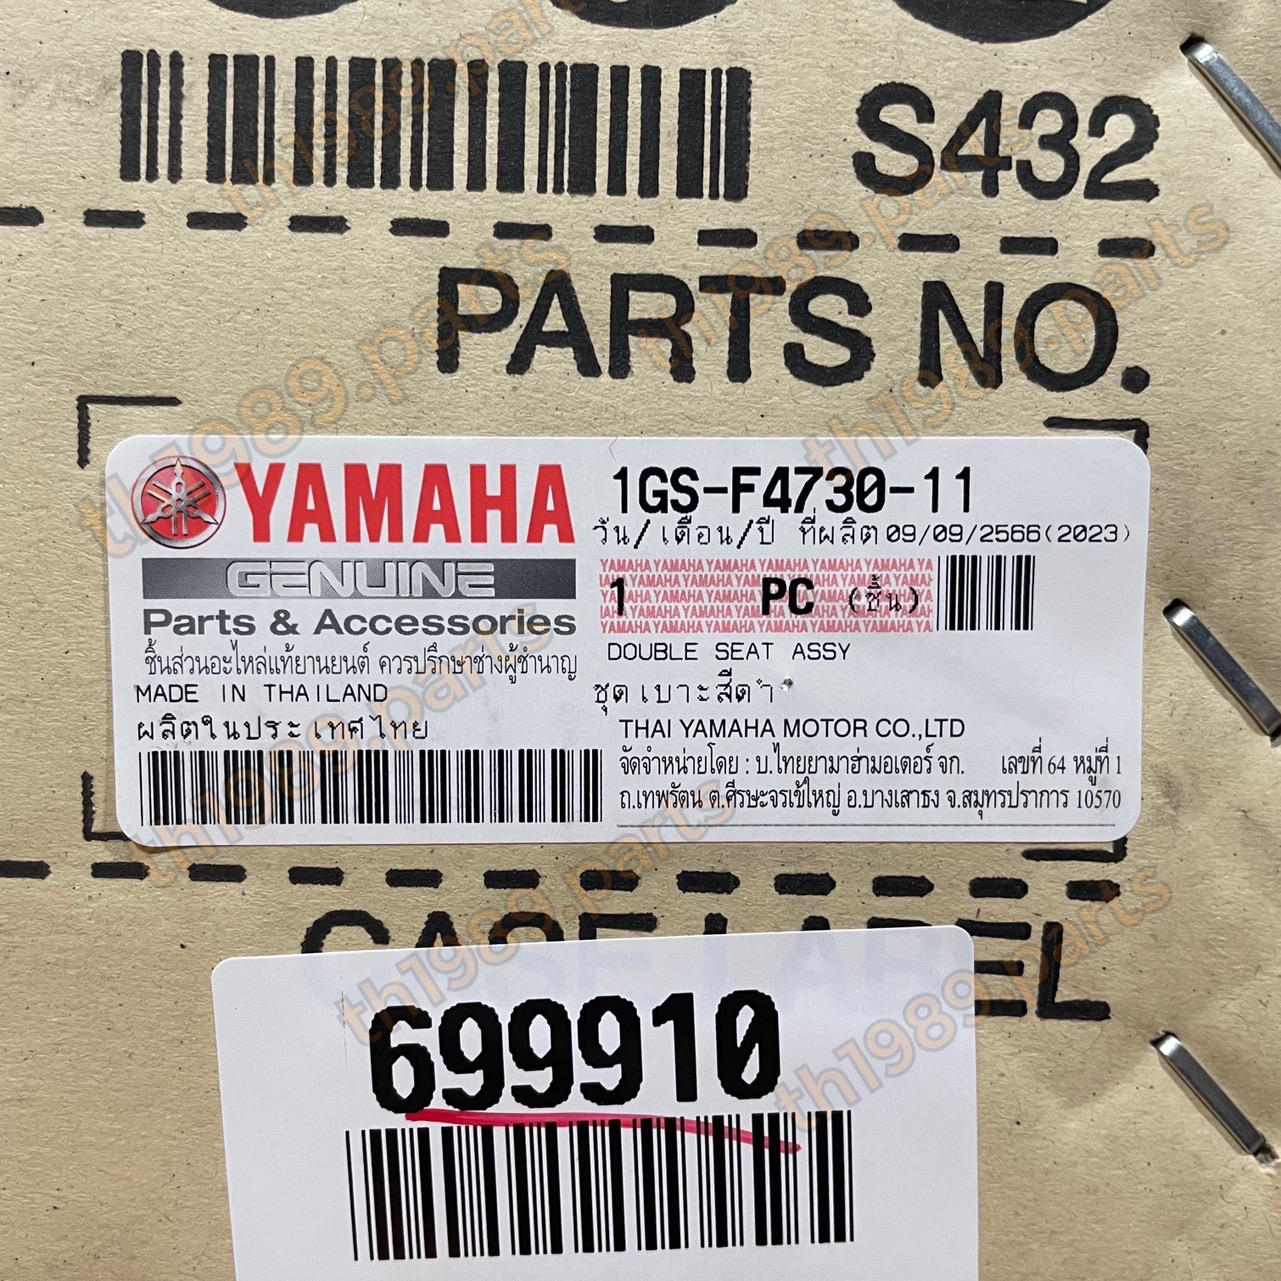 S432
PARTS NO.
YAMAHA
GENUINE
Parts & Accessories
ชิ้นส่วนอะไหล่แท้ยานยนต์ ควรปรึกษาช่างผู้ชำนาญ
MADE IN THAILAND
ผลิตในประเทศไทย
1GS-F4730-11
วัน/เดือน/ปี ที่ผลิต 09/09/2566(2023)
1 PC (ชิ้น)
DOUBLE SEAT ASSY
ชุดเบาะสีดำ
THAI YAMAHA MOTOR CO.,LTD
จัดจำหน่ายโดย : บ.ไทยยามาฮ่ามอเตอร์ จก. เลขที่ 64 หมู่ที่ 1
ถ.เทพรัตน ต.ศีรษะจรเข้ใหญ่ อ.บางเสาธง จ.สมุทรปราการ 10570
CASE LABEL
699910
th1989.parts